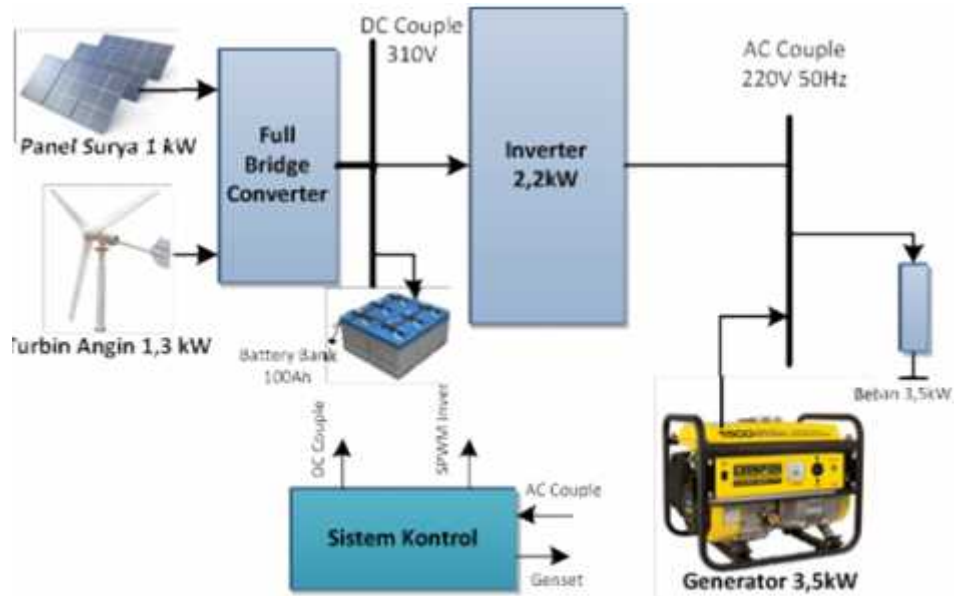 DC Couple
310V
AC Couple
220V 50Hz
Panel Surya 1 kW
Full
Bridge
Converter
Inverter
2,2kW
Turbin Angin 1,3 kW
Battery Bank
100Ah
Beban 3,5kW
DC Couple
SPWM Inver
AC Couple
Sistem Kontrol
Genset
Generator 3,5kW